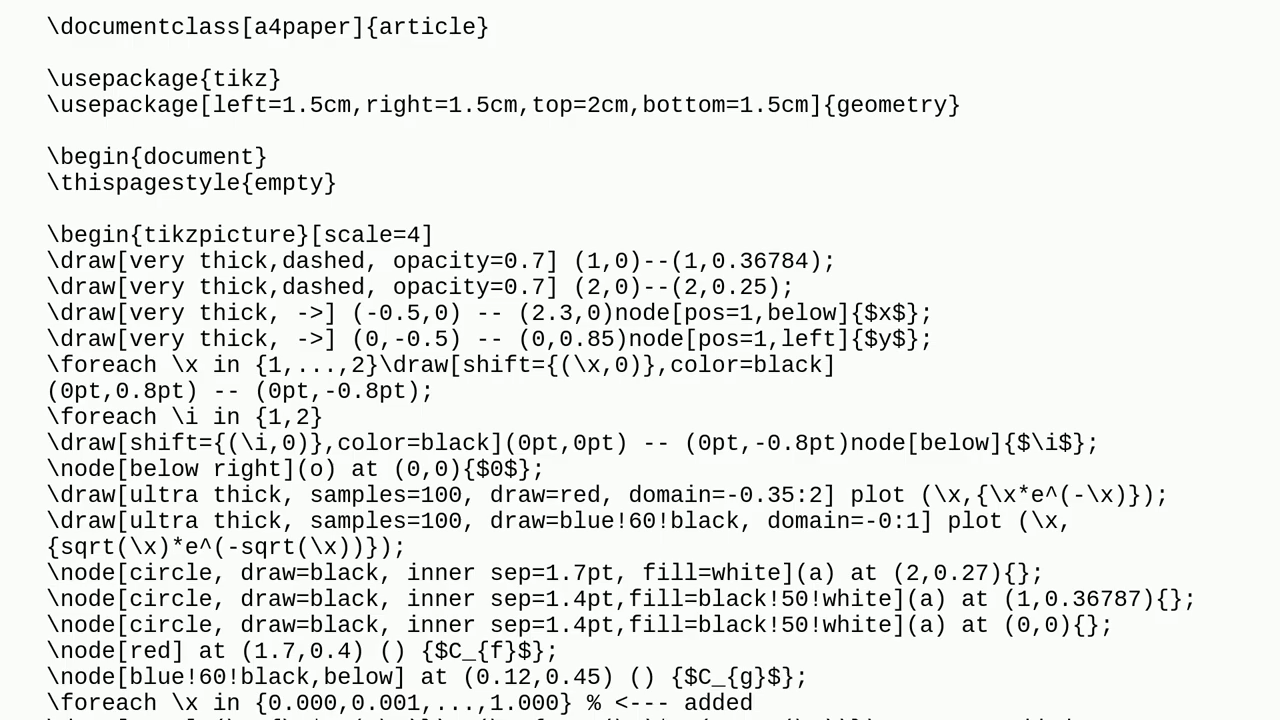 \documentclass[a4paper]{article}
\usepackage{tikz}
\usepackage[left=1.5cm,right=1.5cm,top=2cm,bottom=1.5cm]{geometry}
\begin{document}
\thispagestyle{empty}
\begin{tikzpicture}[scale=4]
\draw[very thick,dashed, opacity=0.7] (1,0)--(1,0.36784);
\draw[very thick,dashed, opacity=0.7] (2,0)--(2,0.25);
\draw[very thick, ->] (-0.5,0) -- (2.3,0)node[pos=1,below]{$x$};
\draw[very thick, ->] (0,-0.5) -- (0,0.85)node[pos=1,left]{$y$};
\foreach \x in {1,...,2}\draw[shift={(\x,0)},color=black]
(0pt,0.8pt) -- (0pt,-0.8pt);
\foreach \i in {1,2}
\draw[shift={(\i,0)},color=black](0pt,0pt) -- (0pt,-0.8pt)node[below]{$\i$};
\node[below right](o) at (0,0){$0$};
\draw[ultra thick, samples=100, draw=red, domain=-0.35:2] plot (\x,{\x*e^(-\x)});
\draw[ultra thick, samples=100, draw=blue!60!black, domain=-0:1] plot (\x,
{sqrt(\x)*e^(-sqrt(\x))});
\node[circle, draw=black, inner sep=1.7pt, fill=white](a) at (2,0.27){};
\node[circle, draw=black, inner sep=1.4pt,fill=black!50!white](a) at (1,0.36787){};
\node[circle, draw=black, inner sep=1.4pt,fill=black!50!white](a) at (0,0){};
\node[red] at (1.7,0.4) () {$C_{f}$};
\node[blue!60!black,below] at (0.12,0.45) () {$C_{g}$};
\foreach \x in {0.000,0.001,...,1.000} % <--- added